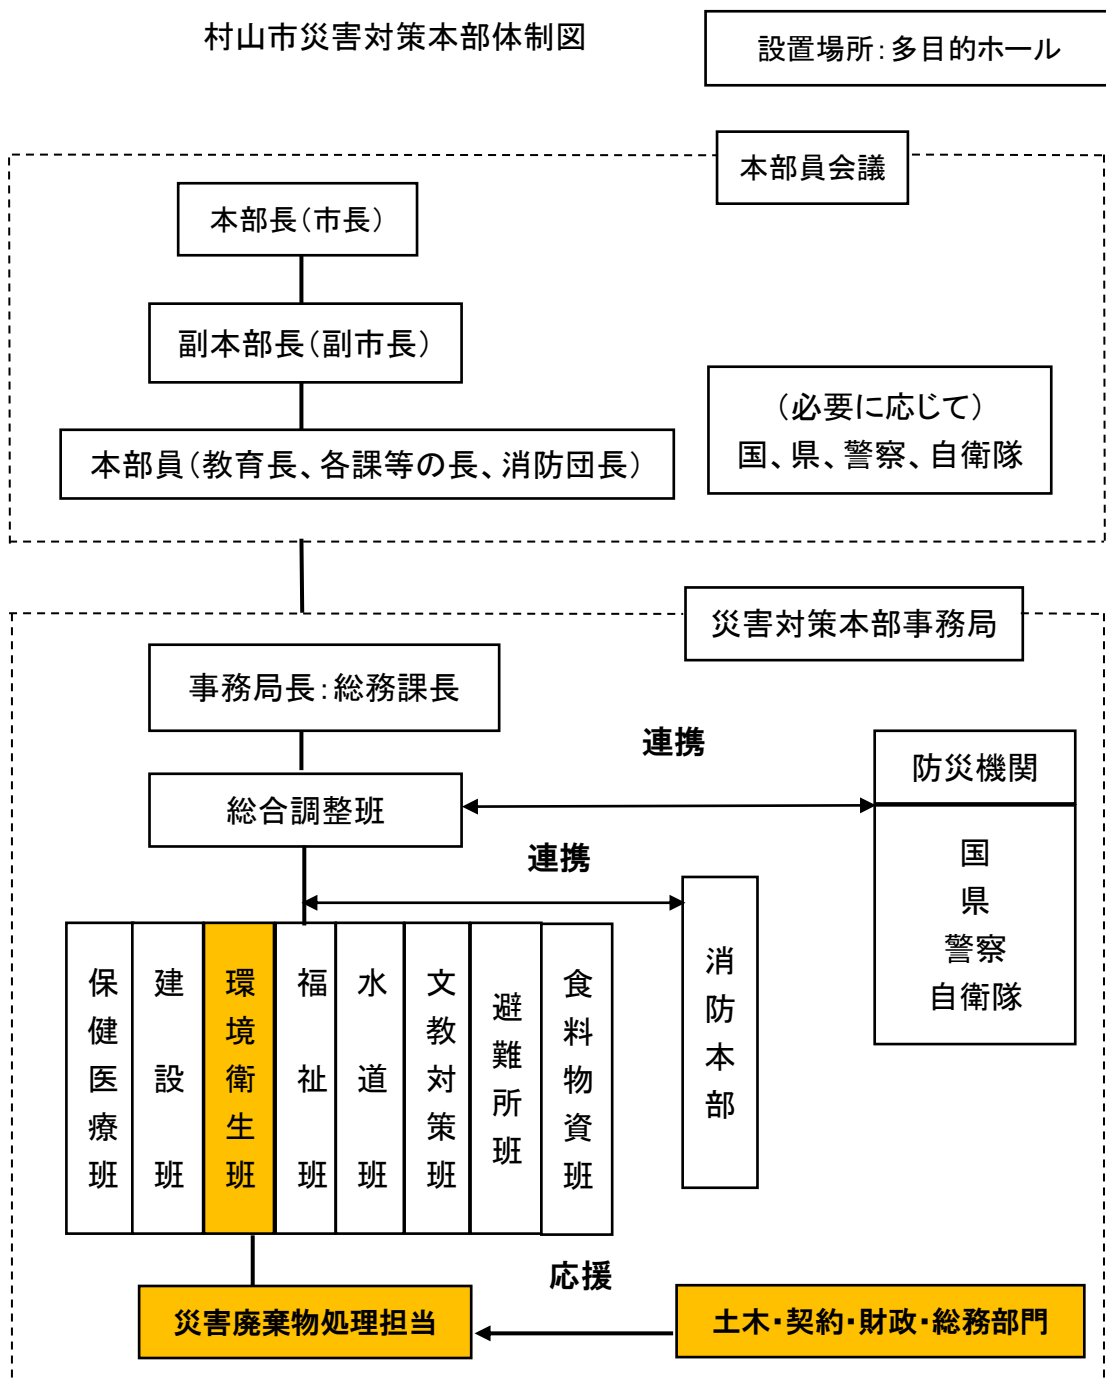 村山市災害対策本部体制図
設置場所：多目的ホール
本部員会議
本部長（市長）
副本部長（副市長）
本部員（教育長、各課等の長、消防団長）
（必要に応じて）
国、県、警察、自衛隊
災害対策本部事務局
事務局長：総務課長
総合調整班
連携
防災機関
国
県
警察
自衛隊
連携
消防本部
保健医療班
建設班
環境衛生班
福祉班
水道班
文教対策班
避難所班
食料物資班
応援
災害廃棄物処理担当
土木・契約・財政・総務部門